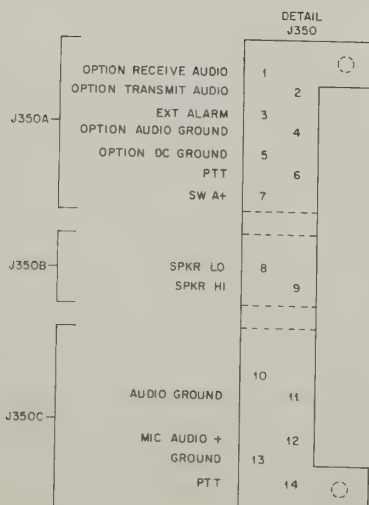 DETAIL
J350
J350A
OPTION RECEIVE AUDIO 1
OPTION TRANSMIT AUDIO 2
EXT ALARM 3
OPTION AUDIO GROUND 4
OPTION DC GROUND 5
PTT 6
SW A+ 7
J350B
SPKR LO 8
SPKR HI 9
J350C
10
AUDIO GROUND 11
MIC AUDIO + 12
GROUND 13
PTT 14